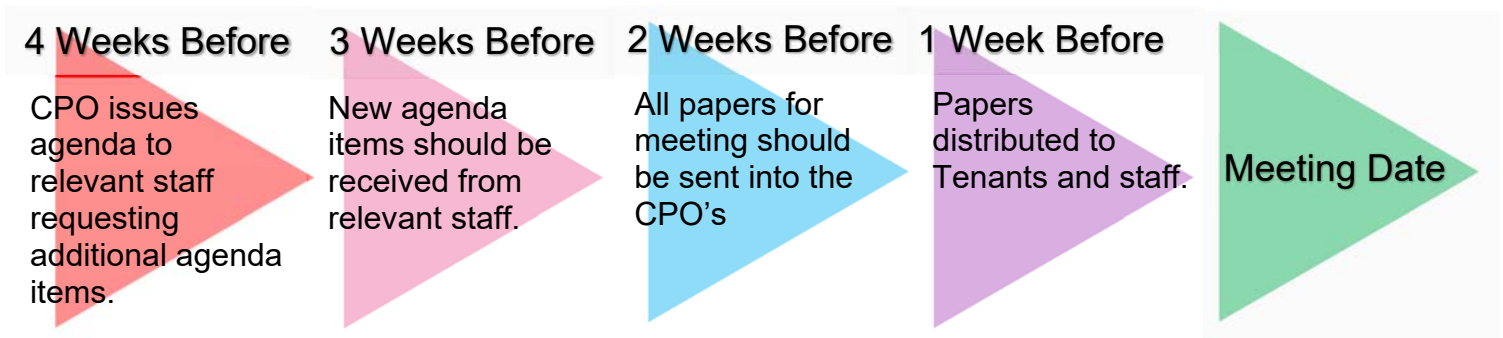 4 Weeks Before
CPO issues
agenda to
relevant staff
requesting
additional agenda
items.
3 Weeks Before
New agenda
items should be
received from
relevant staff.
2 Weeks Before
All papers for
meeting should
be sent into the
CPO’s
1 Week Before
Papers
distributed to
Tenants and staff.
Meeting Date